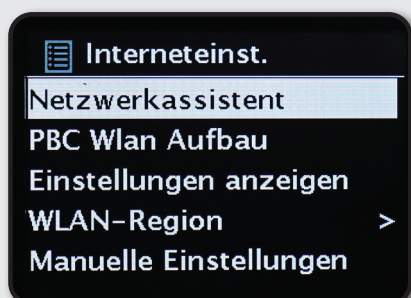 Interneteinst.
Netzwerkassistent
PBC Wlan Aufbau
Einstellungen anzeigen
WLAN-Region >
Manuelle Einstellungen